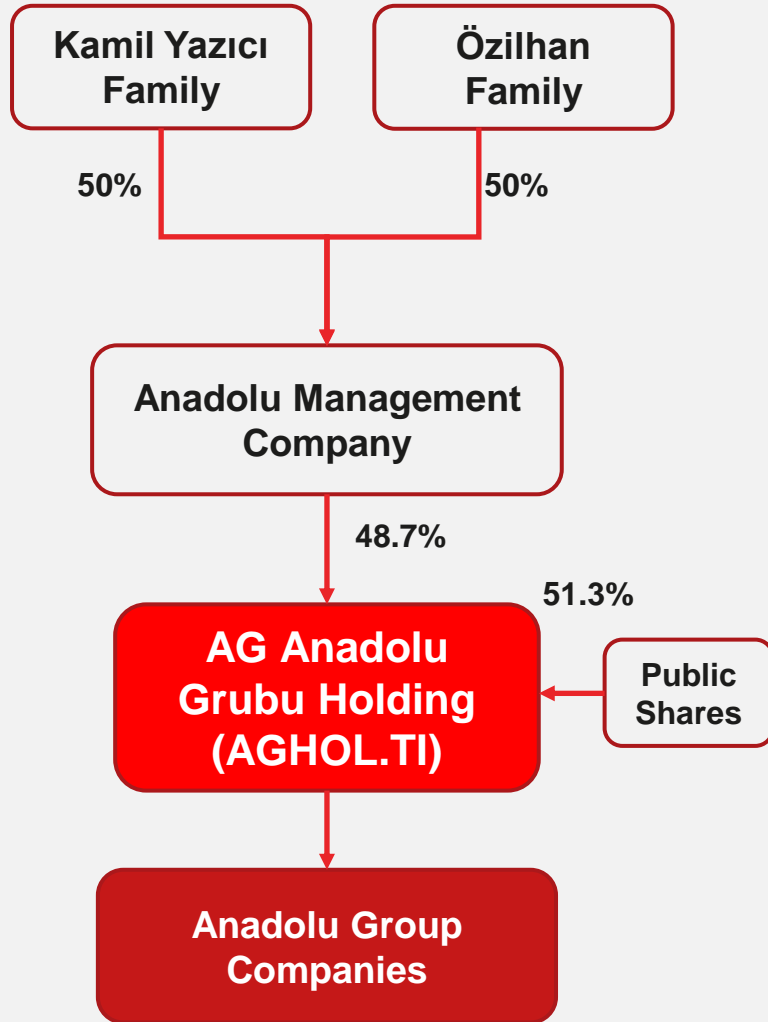 Kamil Yazıcı
Family
Özilhan
Family
50%
50%
Anadolu Management
Company
48.7%
51.3%
AG Anadolu
Grubu Holding
(AGHOL.TI)
Public
Shares
Anadolu Group
Companies